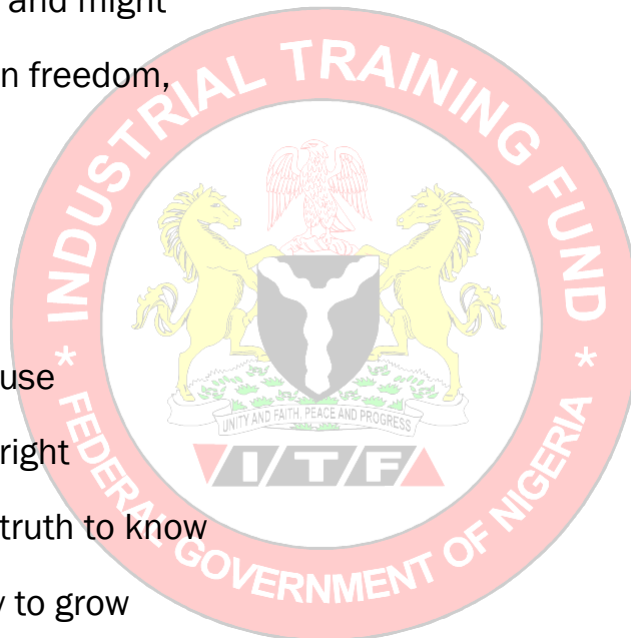 and might
n freedom,
INDUSTRIAL TRAINING FUND
use
UNITY AND FAITH, PEACE AND PROGRESS
right
ITF
truth to know
* FEDERAL GOVERNMENT OF NIGERIA *
to grow